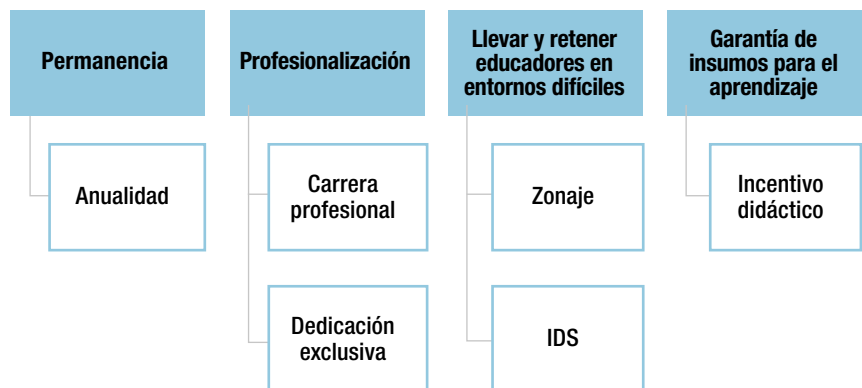 Permanencia
Anualidad
Profesionalización
Carrera
profesional
Dedicación
exclusiva
Llevar y retener
educadores en
entornos difíciles
Zonaje
IDS
Garantía de
insumos para el
aprendizaje
Incentivo
didáctico